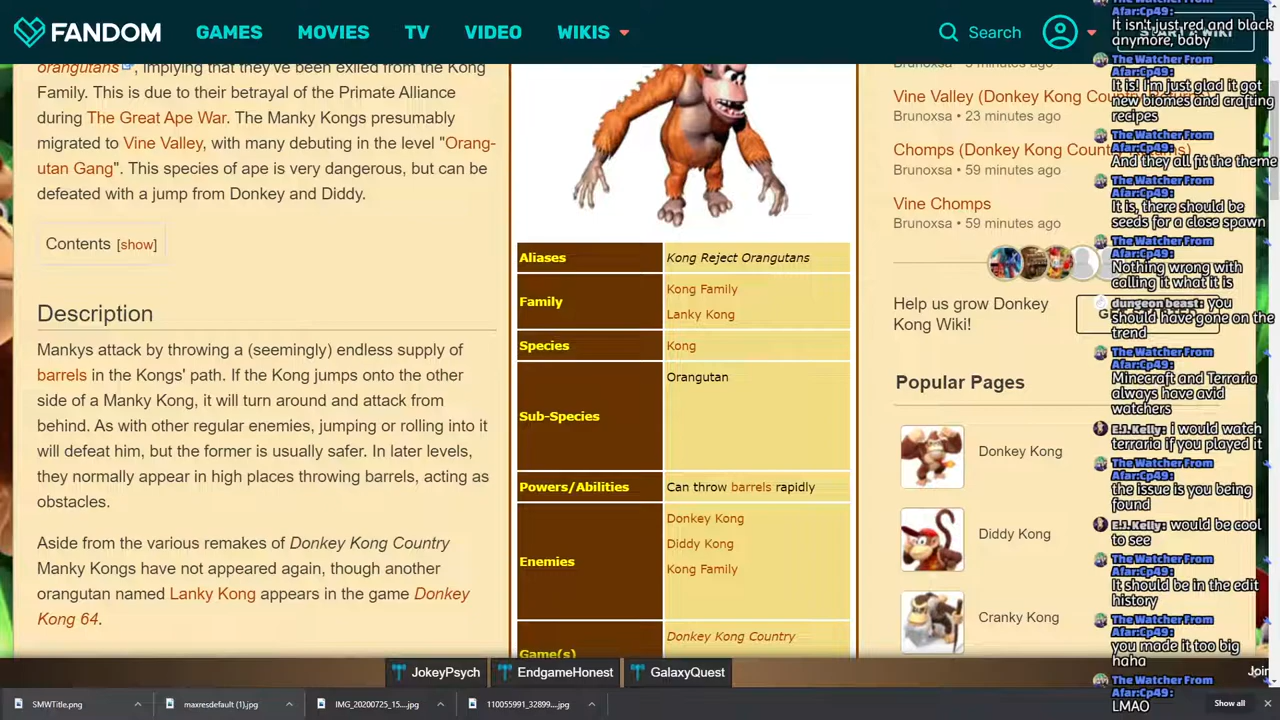 FANDOM
GAMES
MOVIES
TV
VIDEO
WIKIS
Search
orangutans, implying that they've been exiled from the Kong
Family. This is due to their betrayal of the Primate Alliance
during The Great Ape War. The Manky Kongs presumably
migrated to Vine Valley, with many debuting in the level "Orang-
utan Gang". This species of ape is very dangerous, but can be
defeated with a jump from Donkey and Diddy.
Contents [show]
Description
Mankys attack by throwing a (seemingly) endless supply of
barrels in the Kongs' path. If the Kong jumps onto the other
side of a Manky Kong, it will turn around and attack from
behind. As with other regular enemies, jumping or rolling into it
will defeat him, but the former is usually safer. In later levels,
they normally appear in high places throwing barrels, acting as
obstacles.
Aside from the various remakes of Donkey Kong Country
Manky Kongs have not appeared again, though another
orangutan named Lanky Kong appears in the game Donkey
Kong 64.
Aliases
Kong Reject Orangutans
Family
Kong Family
Lanky Kong
Species
Kong
Sub-Species
Orangutan
Powers/Abilities
Can throw barrels rapidly
Enemies
Donkey Kong
Diddy Kong
Kong Family
Game(s)
Donkey Kong Country
Vine Valley (Donkey Kong Country
Brunoxsa • 23 minutes ago
Chomps (Donkey Kong Country
Brunoxsa • 59 minutes ago
Vine Chomps
Brunoxsa • 59 minutes ago
Help us grow Donkey
Kong Wiki!
Popular Pages
Donkey Kong
Diddy Kong
Cranky Kong
Afar:Cp49:
It isn't just red and black
anymore, baby
The Watcher From
Afar:Cp49:
It is! I'm just glad it got
new biomes and crafting
recipes
The Watcher From
Afar:Cp49:
And they all fit the theme
The Watcher From
Afar:Cp49:
It is, there should be
seeds for a close spawn
The Watcher From
Afar:Cp49:
Nothing wrong with
calling it what it is
dungeon beast: you
should have gone on the
trend
The Watcher From
Afar:Cp49:
Minecraft and Terraria
always have avid
watchers
E.J. Kelly: i would watch
terraria if you played it
The Watcher From
Afar:Cp49:
the issue is you being
found
E.J. Kelly: would be cool
to see
The Watcher From
Afar:Cp49:
It should be in the edit
history
The Watcher From
Afar:Cp49:
you made it too big
haha
The Watcher From
Afar:Cp49:
LMAO
JokeyPsych
EndgameHonest
GalaxyQuest
SMWTitle.png
maxresdefault (1).jpg
IMG_20200725_15....jpg
110055991_32899....jpg
Show all